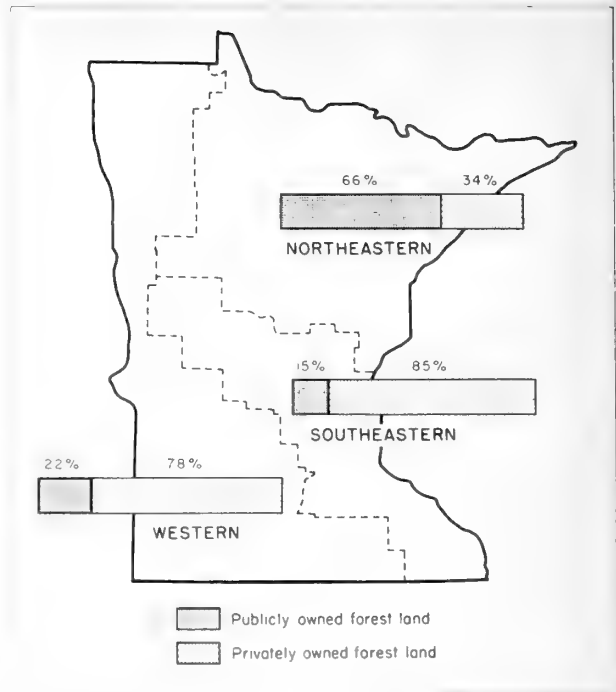 66% 34%
NORTHEASTERN
15% 85%
SOUTHEASTERN
22% 78%
WESTERN
Publicly owned forest land
Privately owned forest land